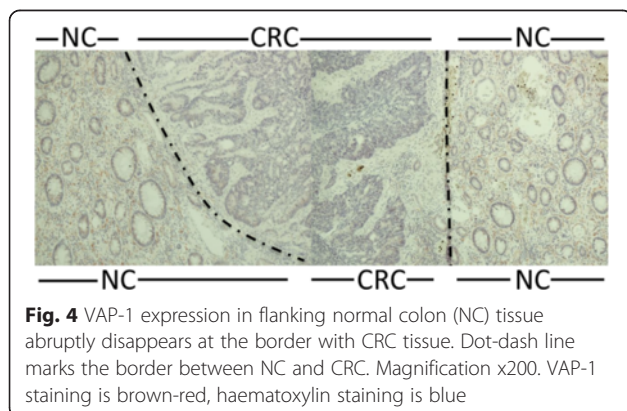 NC CRC NC
NC CRC NC
Fig. 4 VAP-1 expression in flanking normal colon (NC) tissue
abruptly disappears at the border with CRC tissue. Dot-dash line
marks the border between NC and CRC. Magnification x200. VAP-1
staining is brown-red, haematoxylin staining is blue